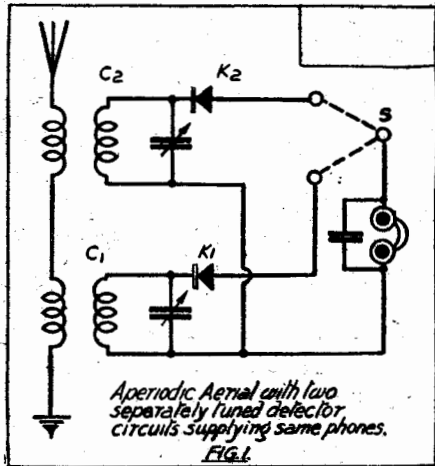 C2
K2
S
C1
K1
Aperiodic Aerial with two
separately tuned detector
circuits supplying same phones.
FIG.1.